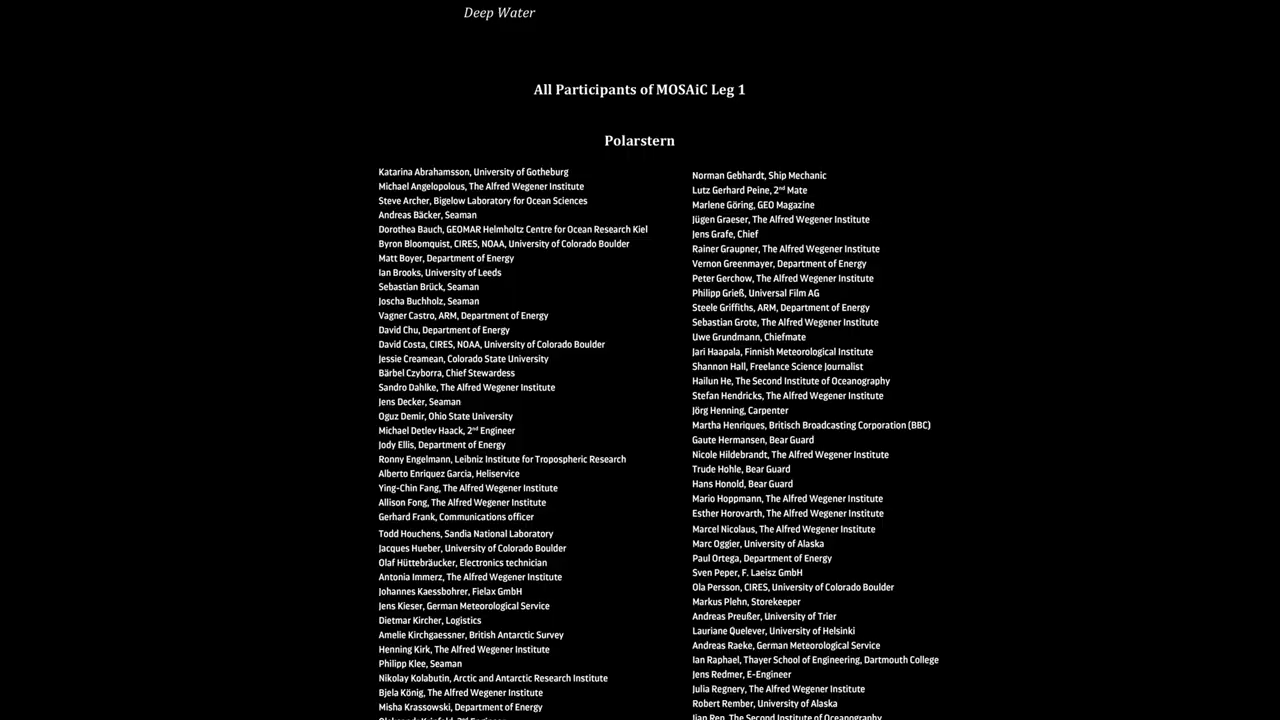 Deep Water
All Participants of MOSAiC Leg 1
Polarstern
Katarina Abrahamsson, University of Gotheburg
Michael Angelopolous, The Alfred Wegener Institute
Steve Archer, Bigelow Laboratory for Ocean Sciences
Andreas Bäcker, Seaman
Dorothea Bauch, GEOMAR Helmholtz Centre for Ocean Research Kiel
Byron Bloomquist, CIRES, NOAA, University of Colorado Boulder
Matt Boyer, Department of Energy
Ian Brooks, University of Leeds
Sebastian Brück, Seaman
Joscha Buchholz, Seaman
Vagner Castro, ARM, Department of Energy
David Chu, Department of Energy
David Costa, CIRES, NOAA, University of Colorado Boulder
Jessie Creamean, Colorado State University
Bärbel Czyborra, Chief Stewardess
Sandro Dahlke, The Alfred Wegener Institute
Jens Decker, Seaman
Oguz Demir, Ohio State University
Michael Detlev Haack, 2nd Engineer
Jody Ellis, Department of Energy
Ronny Engelmann, Leibniz Institute for Tropospheric Research
Alberto Enriquez Garcia, Heliservice
Ying-Chin Fang, The Alfred Wegener Institute
Allison Fong, The Alfred Wegener Institute
Gerhard Frank, Communications officer
Todd Houchens, Sandia National Laboratory
Jacques Hueber, University of Colorado Boulder
Olaf Hüttebräucker, Electronics technician
Antonia Immerz, The Alfred Wegener Institute
Johannes Kaessbohrer, Fielax GmbH
Jens Kieser, German Meteorological Service
Dietmar Kircher, Logistics
Amelie Kirchgaessner, British Antarctic Survey
Henning Kirk, The Alfred Wegener Institute
Philipp Klee, Seaman
Nikolay Kolabutin, Arctic and Antarctic Research Institute
Bjela König, The Alfred Wegener Institute
Misha Krassowski, Department of Energy
Norman Gebhardt, Ship Mechanic
Lutz Gerhard Peine, 2nd Mate
Marlene Göring, GEO Magazine
Jügen Graeser, The Alfred Wegener Institute
Jens Grafe, Chief
Rainer Graupner, The Alfred Wegener Institute
Vernon Greenmayer, Department of Energy
Peter Gerchow, The Alfred Wegener Institute
Philipp Grieß, Universal Film AG
Steele Griffiths, ARM, Department of Energy
Sebastian Grote, The Alfred Wegener Institute
Uwe Grundmann, Chiefmate
Jari Haapala, Finnish Meteorological Institute
Shannon Hall, Freelance Science Journalist
Hailun He, The Second Institute of Oceanography
Stefan Hendricks, The Alfred Wegener Institute
Jörg Henning, Carpenter
Martha Henriques, Britisch Broadcasting Corporation (BBC)
Gaute Hermansen, Bear Guard
Nicole Hildebrandt, The Alfred Wegener Institute
Trude Hohle, Bear Guard
Hans Honold, Bear Guard
Mario Hoppmann, The Alfred Wegener Institute
Esther Horovarth, The Alfred Wegener Institute
Marcel Nicolaus, The Alfred Wegener Institute
Marc Oggier, University of Alaska
Paul Ortega, Department of Energy
Sven Peper, F. Laeisz GmbH
Ola Persson, CIRES, University of Colorado Boulder
Markus Plehn, Storekeeper
Andreas Preußer, University of Trier
Lauriane Quelever, University of Helsinki
Andreas Raeke, German Meteorological Service
Ian Raphael, Thayer School of Engineering, Dartmouth College
Jens Redmer, E-Engineer
Julia Regnery, The Alfred Wegener Institute
Robert Rember, University of Alaska
Jian Ren, The Second Institute of Oceanography